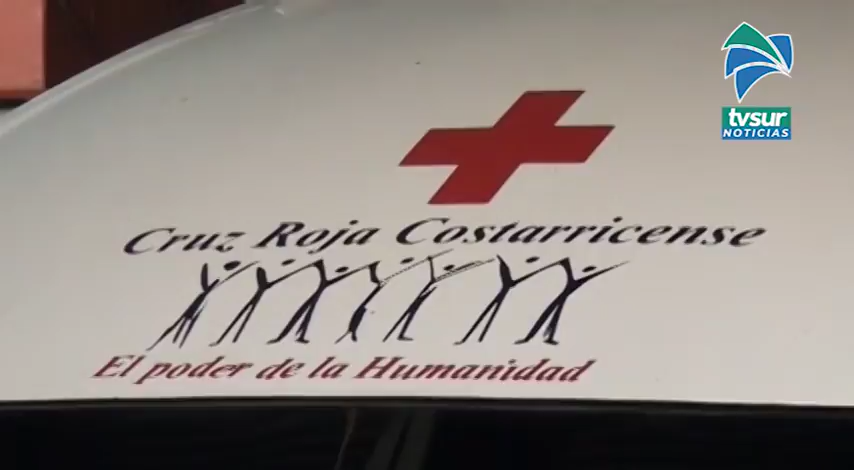 tvsur
NOTICIAS
Cruz Roja Costarricense
El poder de la Humanidad